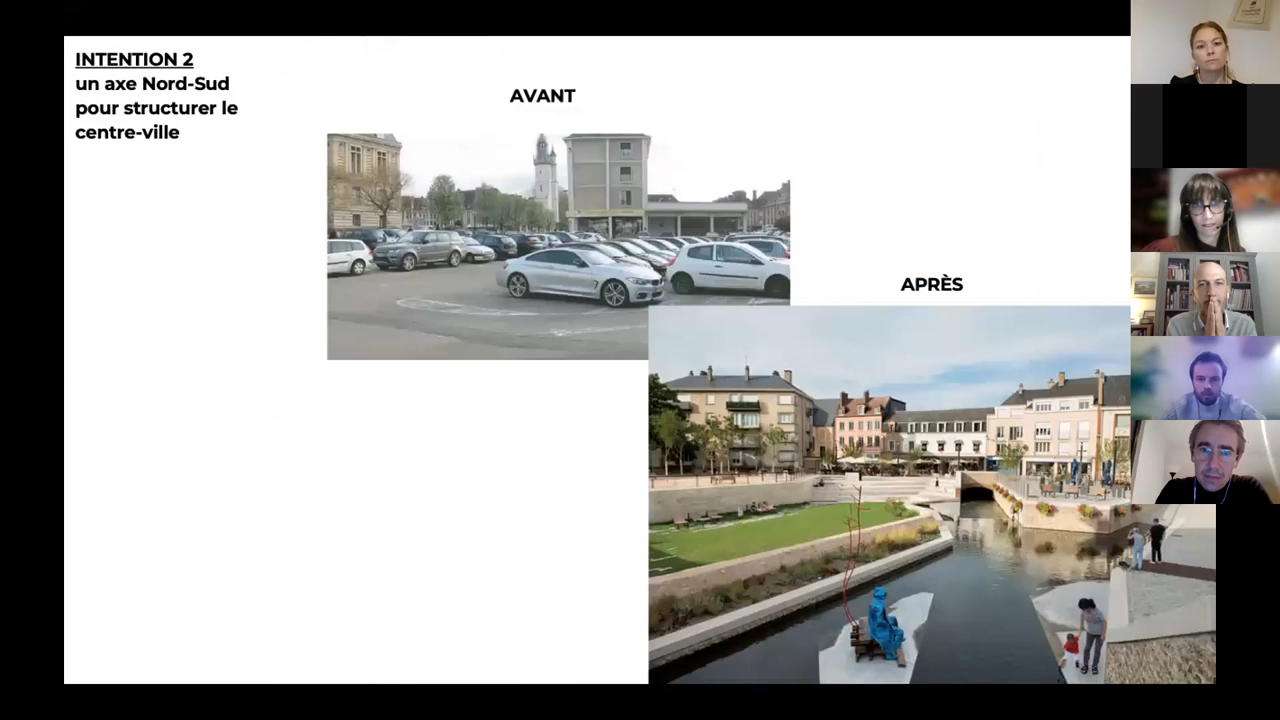 INTENTION 2
un axe Nord-Sud
pour structurer le
centre-ville
AVANT
APRÈS